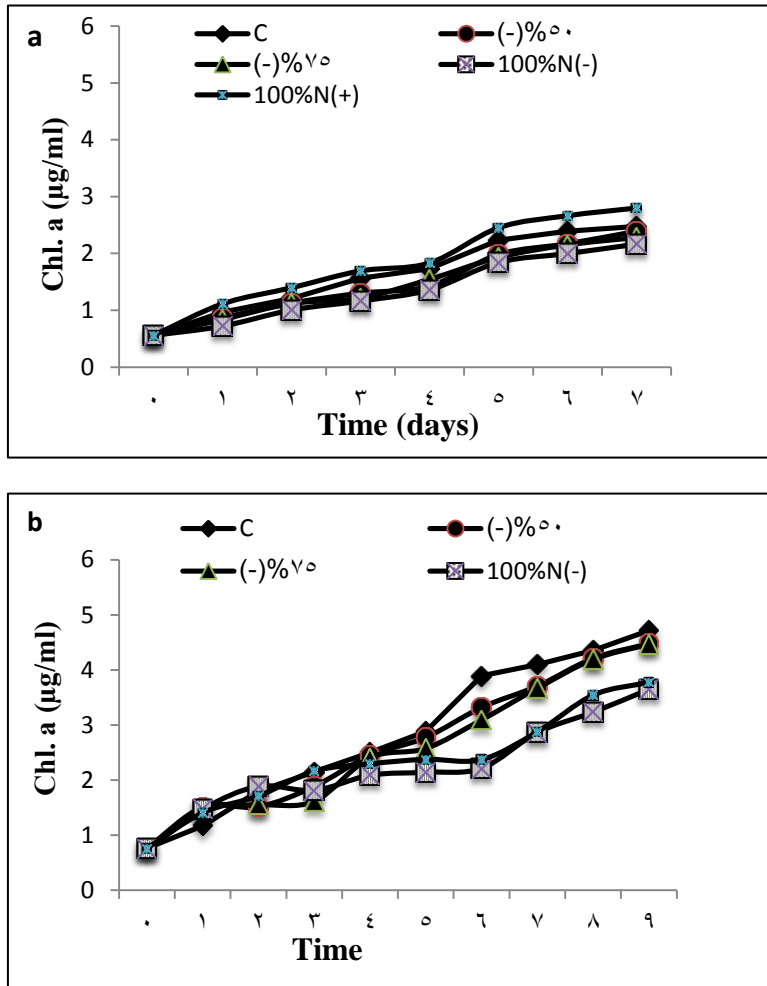 a
C
(-)%٥٠
(-)%٧٥
100%N(-)
100%N(+)
Chl. a (µg/ml)
6
5
4
3
2
1
0
٠ ١ ٢ ٣ ٤ ٥ ٦ ٧
Time (days)
b
C
(-)%٥٠
(-)%٧٥
100%N(-)
Chl. a (µg/ml)
6
5
4
3
2
1
0
٠ ١ ٢ ٣ ٤ ٥ ٦ ٧ ٨ ٩
Time